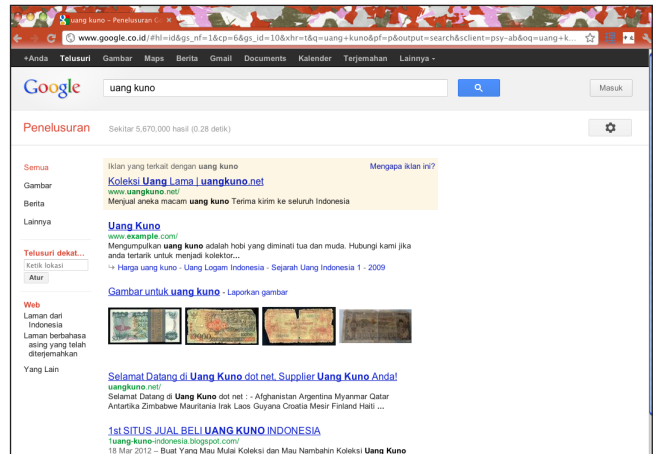 uang kuno – Penelusuran Go
www.google.co.id/#hl=id&gs_nf=1&cp=6&gs_id=10&xhr=t&q=uang+kuno&pf=p&output=search&sclient=psy-ab&oq=uang+k...
+Anda Telusuri Gambar Maps Berita Gmail Documents Kalender Terjemahan Lainnya
Google
uang kuno
Masuk
Penelusuran
Sekitar 5,670,000 hasil (0.28 detik)
Semua
Gambar
Berita
Lainnya
Telusuri dekat...
Ketik lokasi
Atur
Web
Laman dari
Indonesia
Laman berbahasa
asing yang telah
diterjemahkan
Yang Lain
Iklan yang terkait dengan uang kuno Mengapa iklan ini?
Koleksi Uang Lama | uangkuno.net
www.uangkuno.net/
Menjual aneka macam uang kuno Terima kirim ke seluruh Indonesia
Uang Kuno
www.example.com/
Mengumpulkan uang kuno adalah hobi yang diminati tua dan muda. Hubungi kami jika
anda tertarik untuk menjadi kolektor...
Harga uang kuno - Uang Logam Indonesia - Sejarah Uang Indonesia 1 - 2009
Gambar untuk uang kuno - Laporkan gambar
Selamat Datang di Uang Kuno dot net, Supplier Uang Kuno Anda!
uangkuno.net/
Selamat Datang di Uang Kuno dot net : - Afghanistan Argentina Myanmar Qatar
Antartika Zimbabwe Mauritania Irak Laos Guyana Croatia Mesir Finland Haiti ...
1st SITUS JUAL BELI UANG KUNO INDONESIA
1uang-kuno-indonesia.blogspot.com/
18 Mar 2012 – Buat Yang Mau Mulai Koleksi dan Mau Nambahin Koleksi Uang Kuno